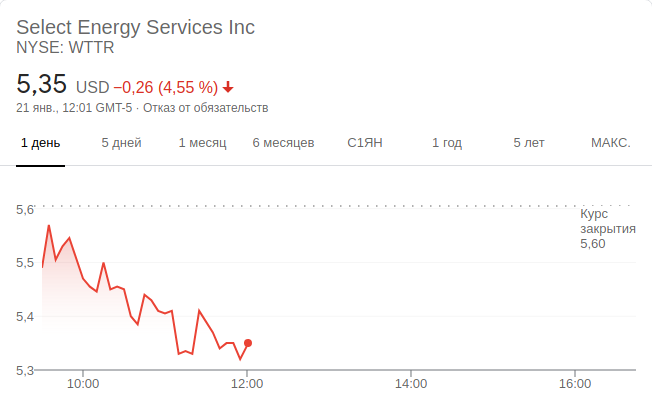 Select Energy Services Inc
NYSE: WTTR
5,35 USD −0,26 (4,55 %)
21 янв., 12:01 GMT-5 · Отказ от обязательств
1 день 5 дней 1 месяц 6 месяцев С1ЯН 1 год 5 лет МАКС.
5,6
Курс
закрытия
5,60
5,5
5,4
5,3
10:00 12:00 14:00 16:00